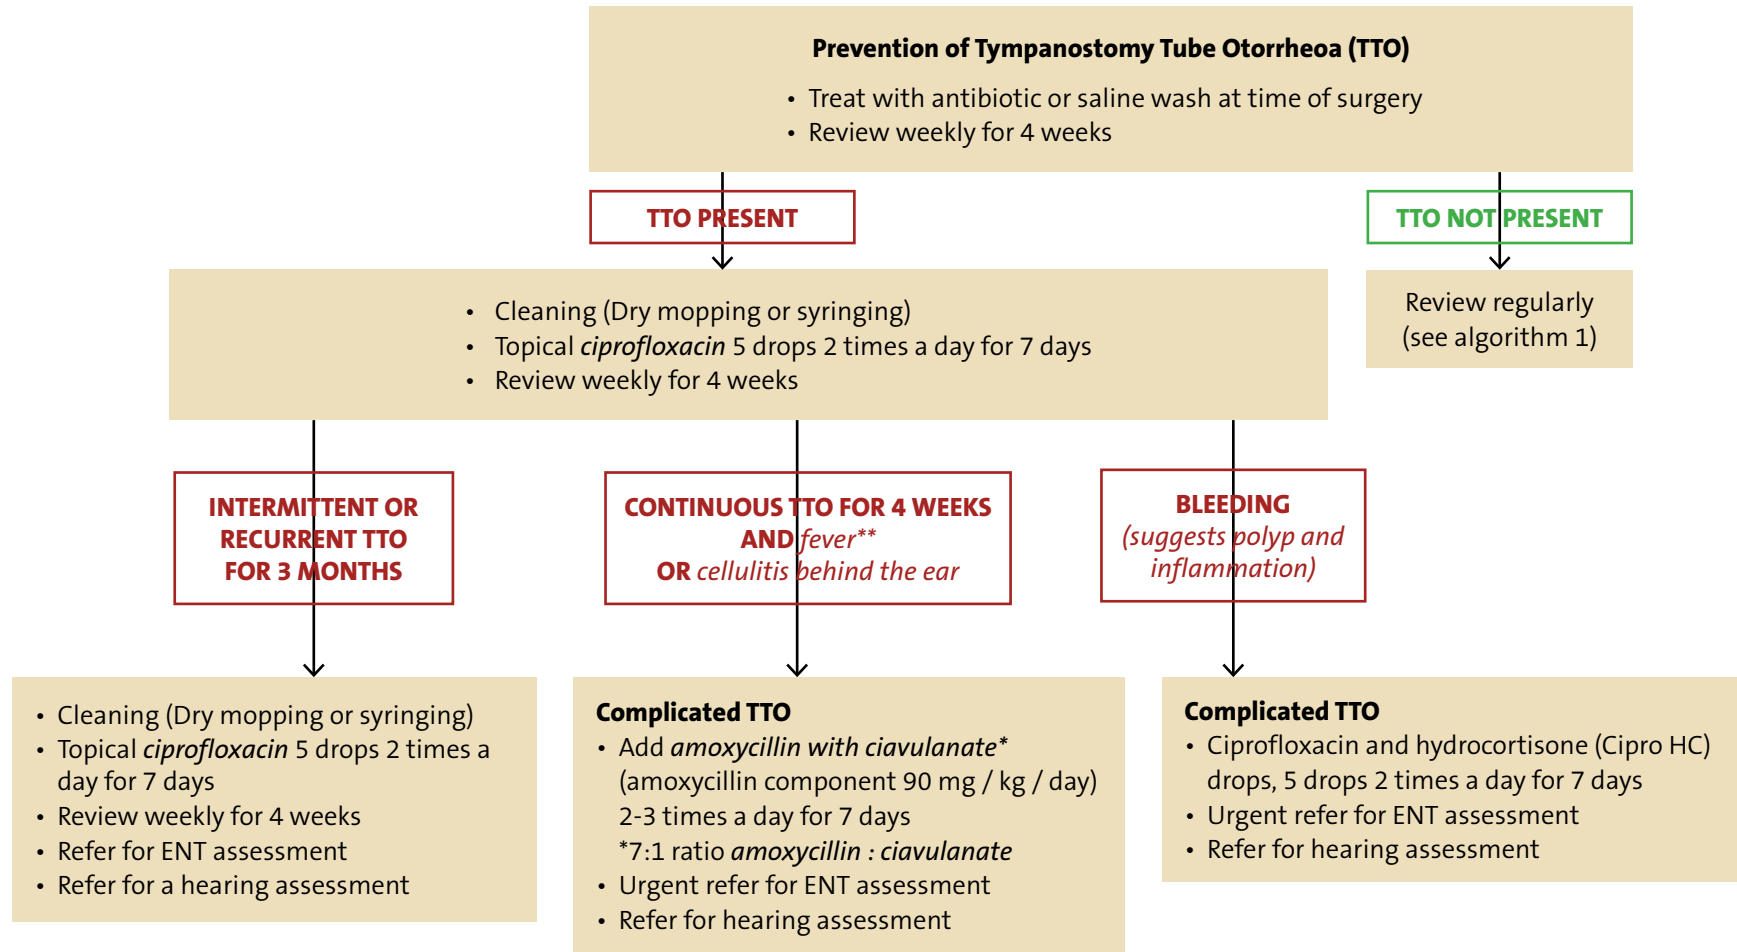 Prevention of Tympanostomy Tube Otorrheoa (TTO)
• Treat with antibiotic or saline wash at time of surgery
• Review weekly for 4 weeks
TTO PRESENT
TTO NOT PRESENT
• Cleaning (Dry mopping or syringing)
• Topical ciprofloxacin 5 drops 2 times a day for 7 days
• Review weekly for 4 weeks
Review regularly
(see algorithm 1)
INTERMITTENT OR
RECURRENT TTO
FOR 3 MONTHS
CONTINUOUS TTO FOR 4 WEEKS
AND fever**
OR cellulitis behind the ear
BLEEDING
(suggests polyp and
inflammation)
• Cleaning (Dry mopping or syringing)
• Topical ciprofloxacin 5 drops 2 times a
day for 7 days
• Review weekly for 4 weeks
• Refer for ENT assessment
• Refer for a hearing assessment
Complicated TTO
• Add amoxycillin with ciavulanate*
(amoxycillin component 90 mg / kg / day)
2-3 times a day for 7 days
*7:1 ratio amoxycillin : ciavulanate
• Urgent refer for ENT assessment
• Refer for hearing assessment
Complicated TTO
• Ciprofloxacin and hydrocortisone (Cipro HC)
drops, 5 drops 2 times a day for 7 days
• Urgent refer for ENT assessment
• Refer for hearing assessment